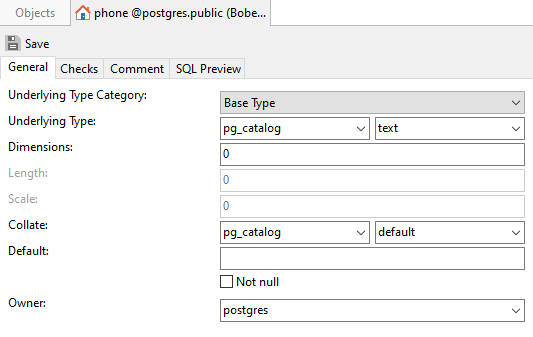 Objects
phone @postgres.public (Bobe...
Save
General Checks Comment SQL Preview
Underlying Type Category: Base Type
Underlying Type: pg_catalog text
Dimensions: 0
Length: 0
Scale: 0
Collate: pg_catalog default
Default:
Not null
Owner: postgres